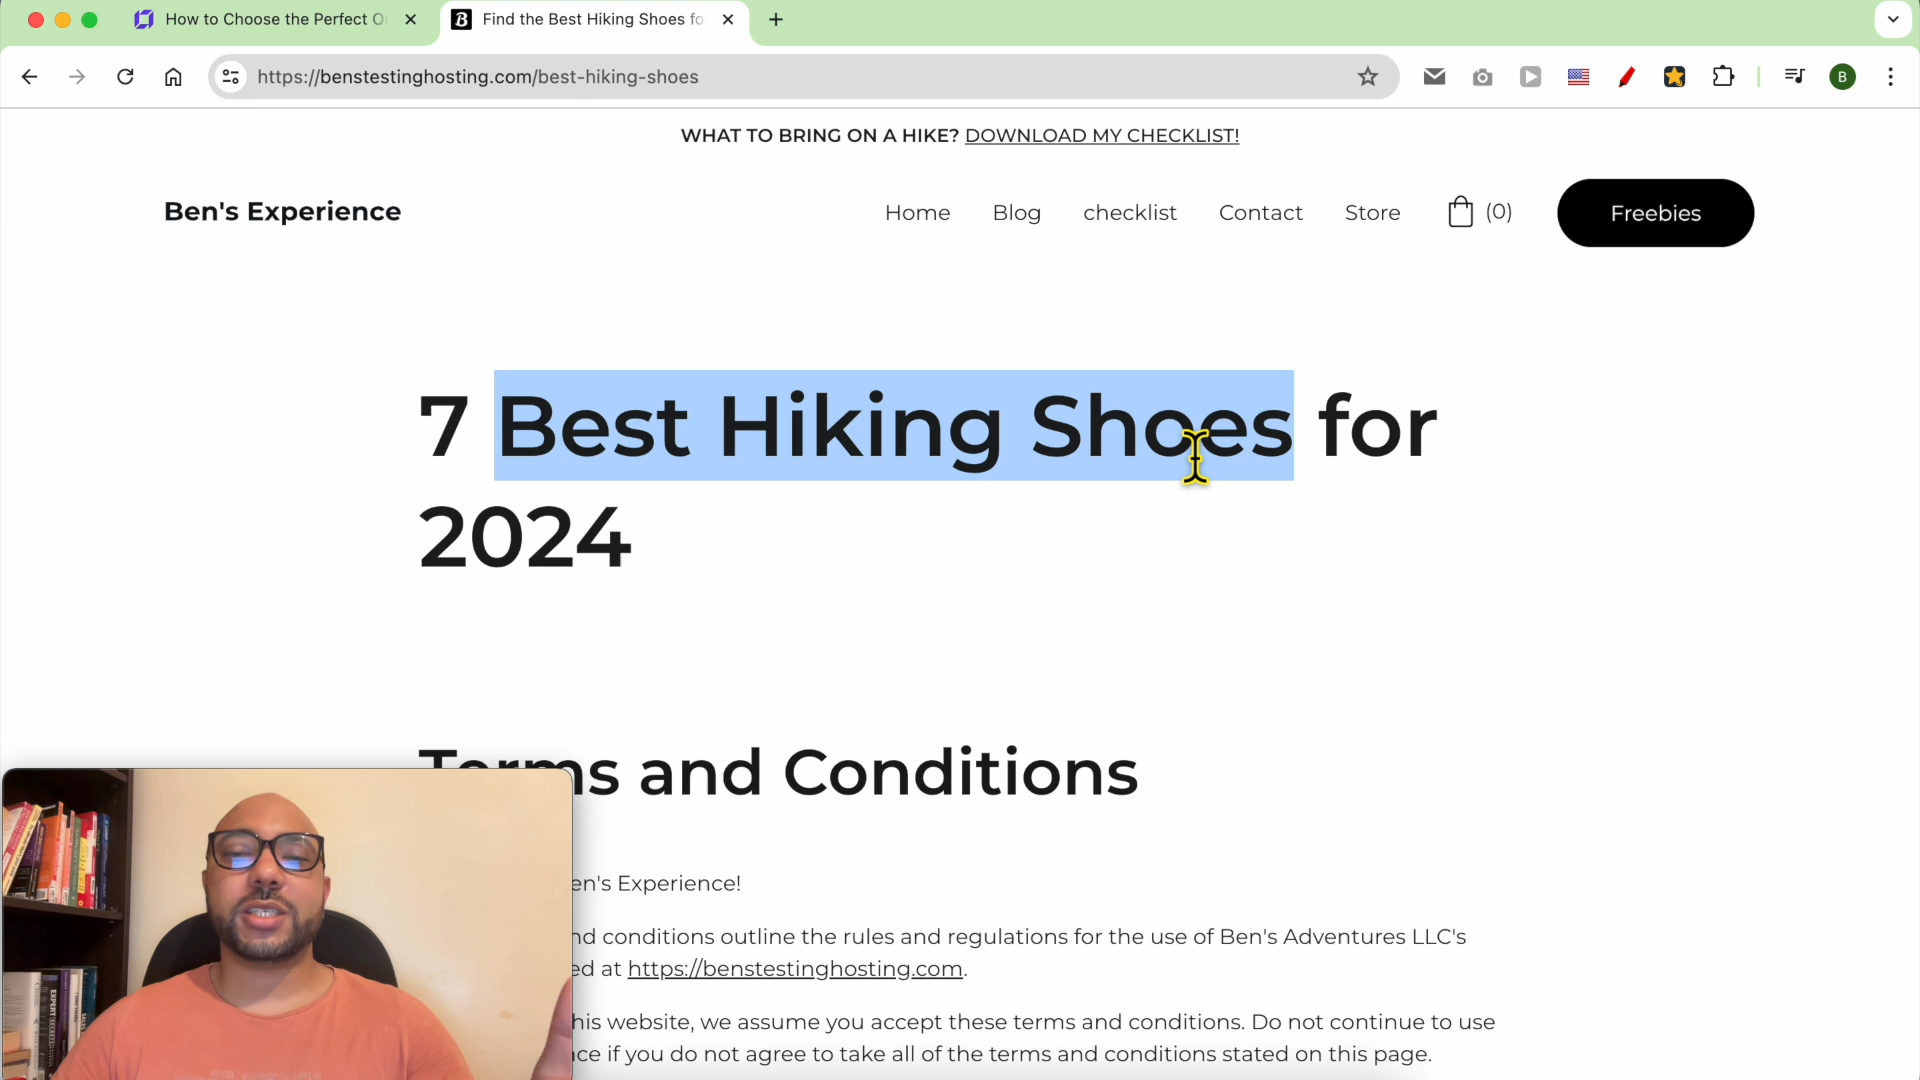 How to Choose the Perfect O
Find the Best Hiking Shoes fo
https://benstestinghosting.com/best-hiking-shoes
B
WHAT TO BRING ON A HIKE? DOWNLOAD MY CHECKLIST!
Ben's Experience
Home
Blog
checklist
Contact
Store
(0)
Freebies
7 Best Hiking Shoes for
2024
Terms and Conditions
en's Experience!
nd conditions outline the rules and regulations for the use of Ben's Adventures LLC's
ed at https://benstestinghosting.com.
his website, we assume you accept these terms and conditions. Do not continue to use
ce if you do not agree to take all of the terms and conditions stated on this page.